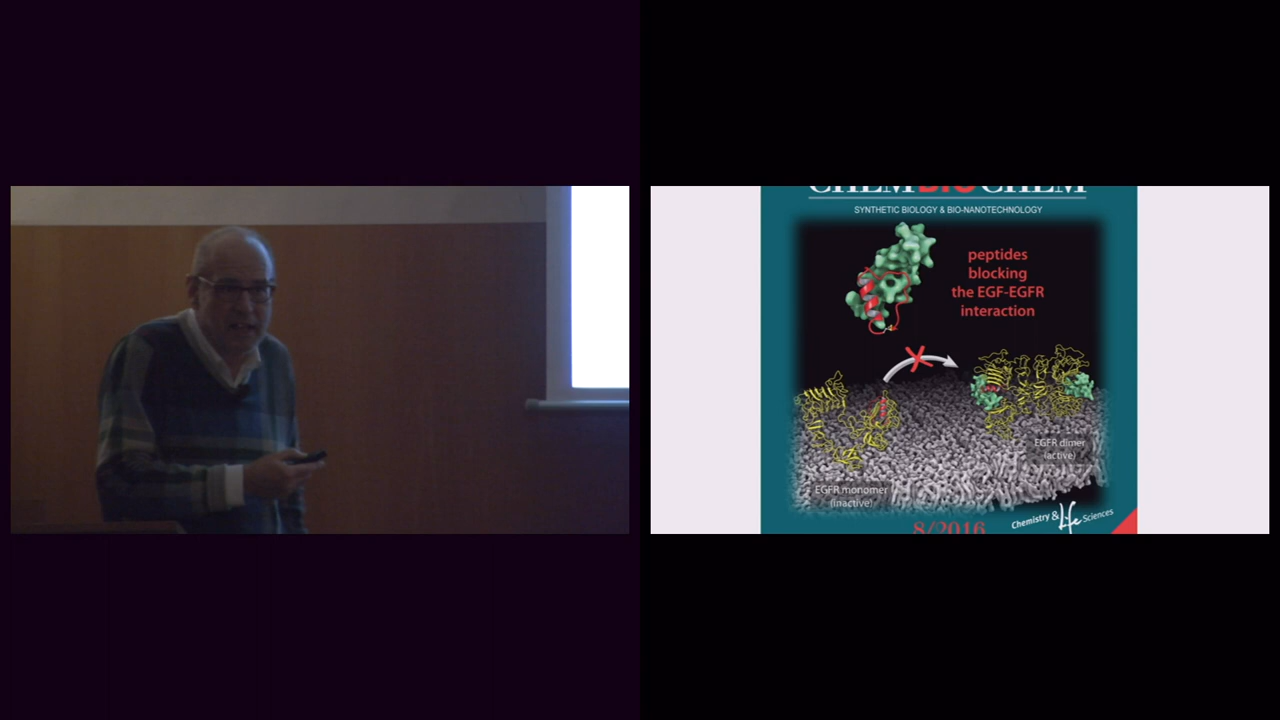 CHEMBIOCHEM
SYNTHETIC BIOLOGY & BIO-NANOTECHNOLOGY
peptides
blocking
the EGF-EGFR
interaction
EGFR dimer
(active)
EGFR monomer
(inactive)
8/2016
Chemistry & Life Sciences